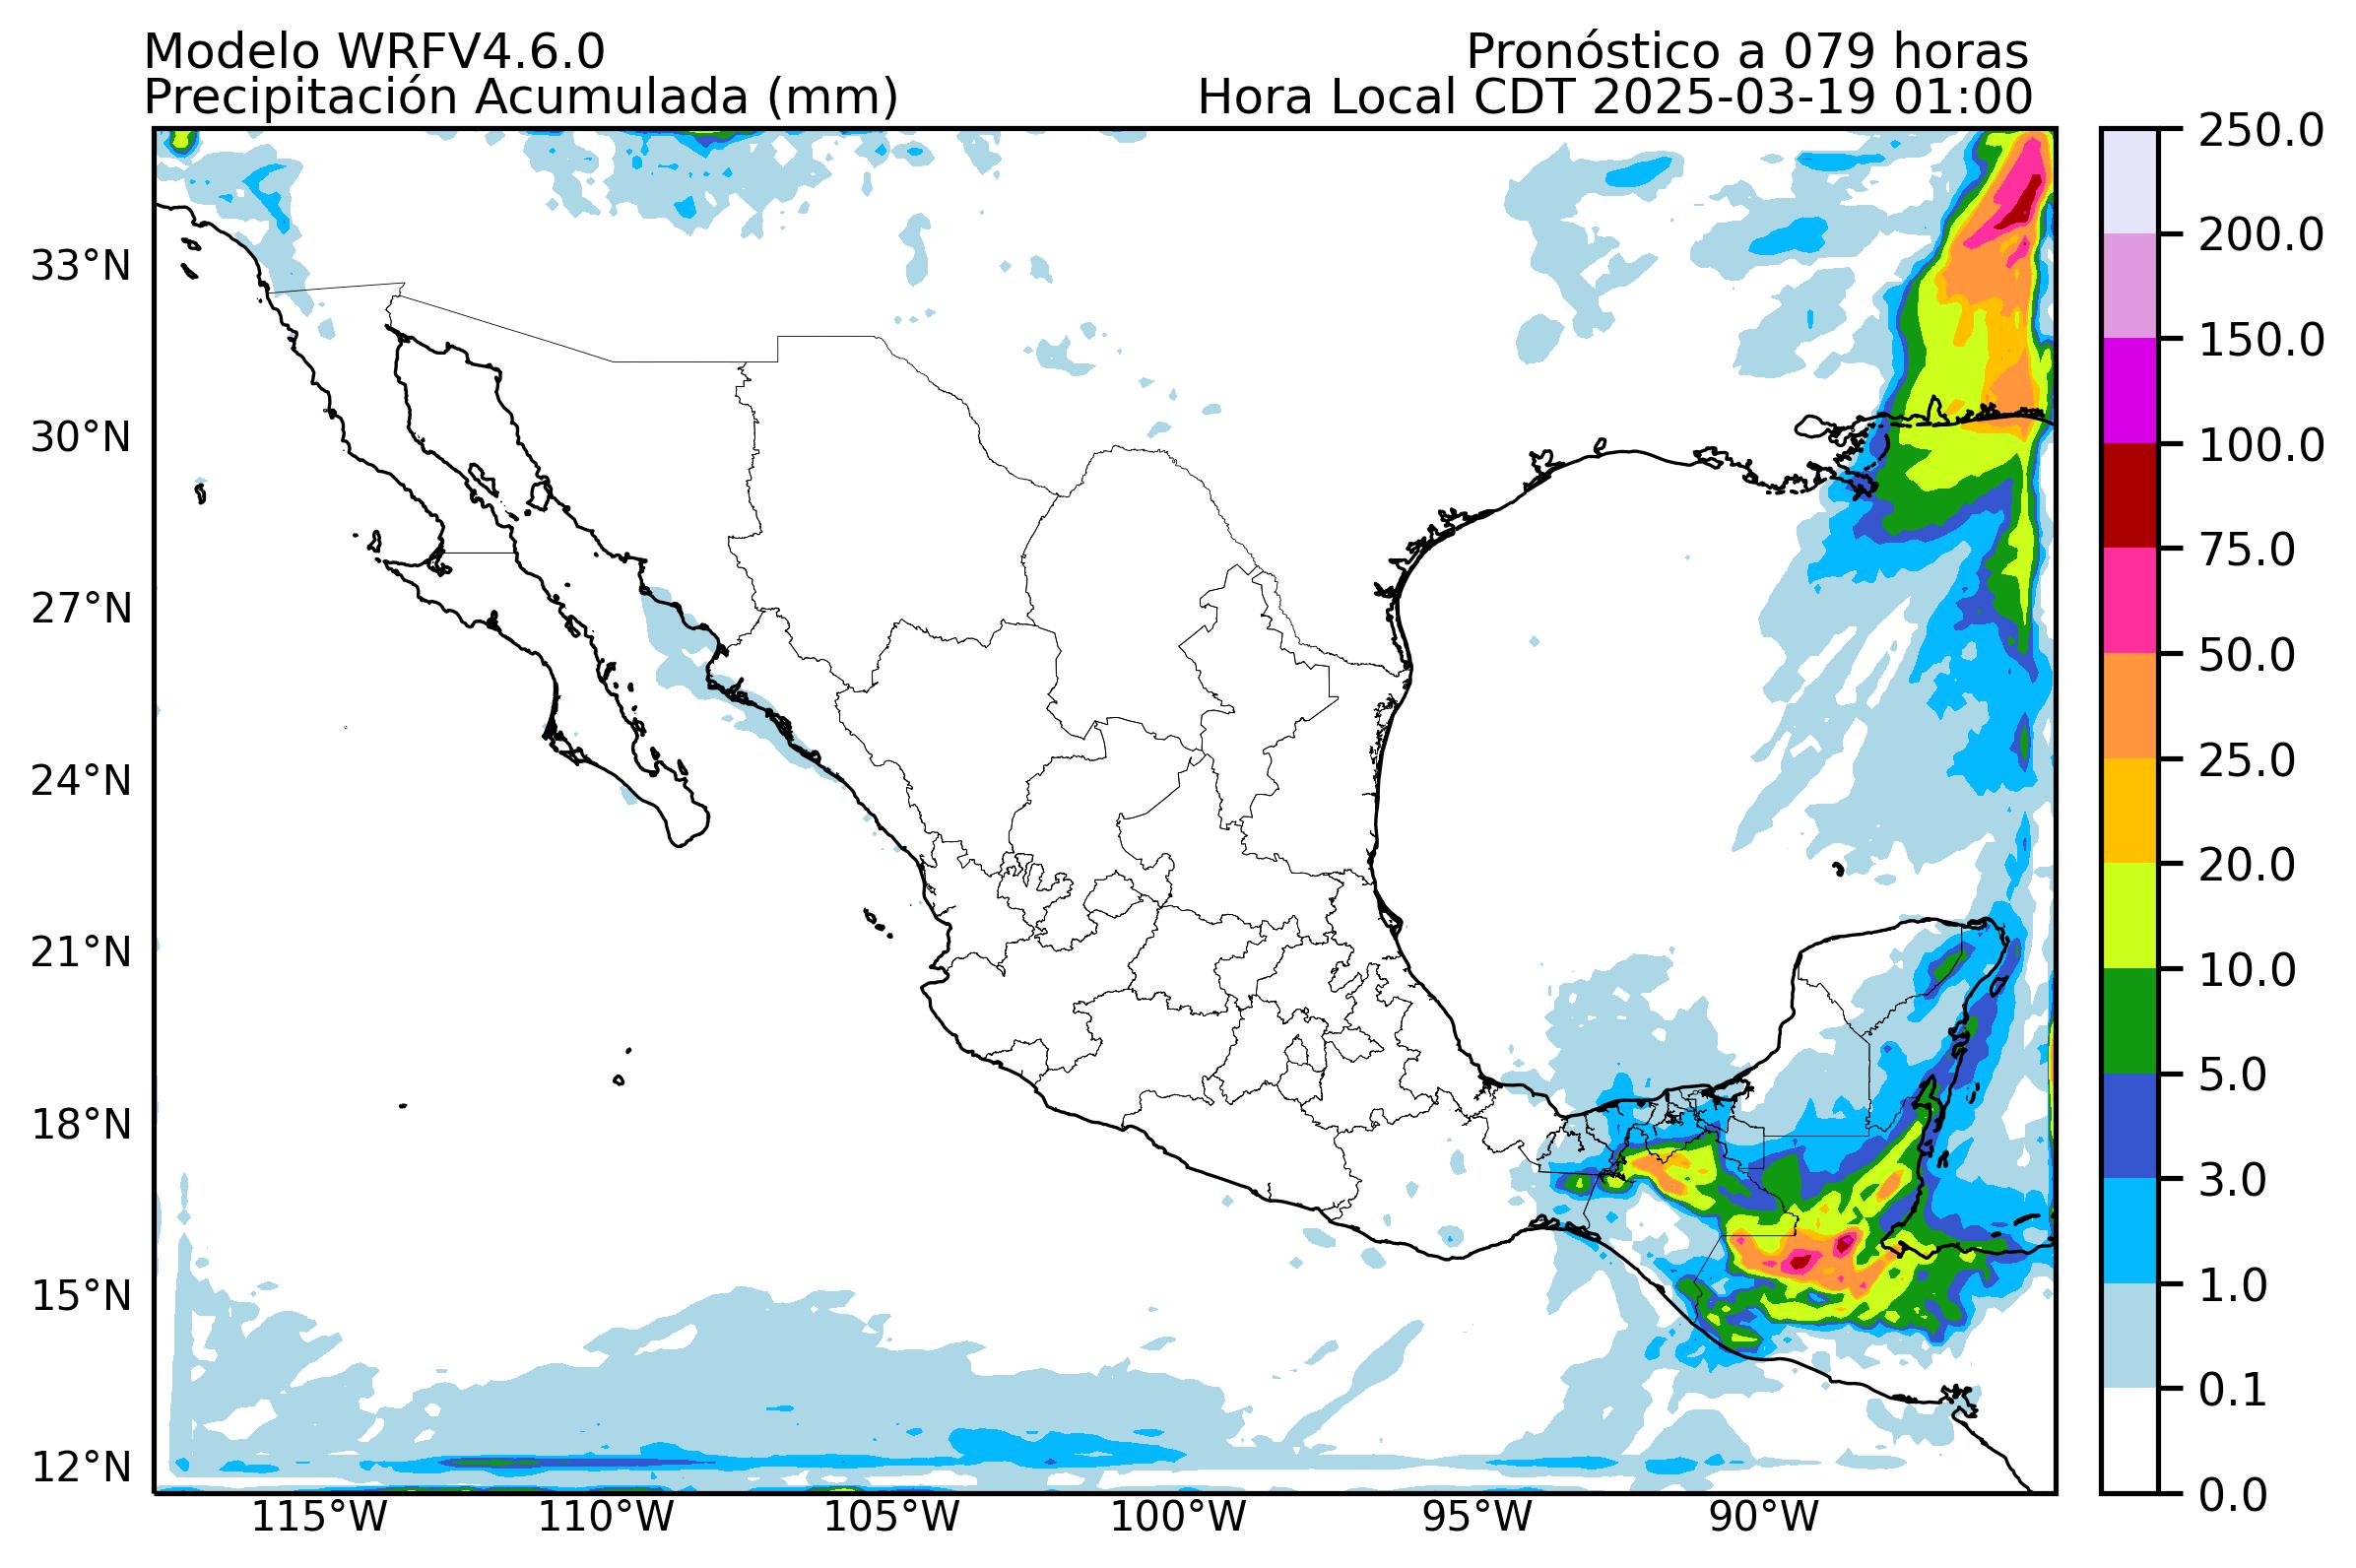 Modelo WRFV4.6.0
Pronóstico a 079 horas
Precipitación Acumulada (mm)
Hora Local CDT 2025-03-19 01:00
33°N
30°N
27°N
24°N
21°N
18°N
15°N
12°N
115°W
110°W
105°W
100°W
95°W
90°W
250.0
200.0
150.0
100.0
75.0
50.0
25.0
20.0
10.0
5.0
3.0
1.0
0.1
0.0